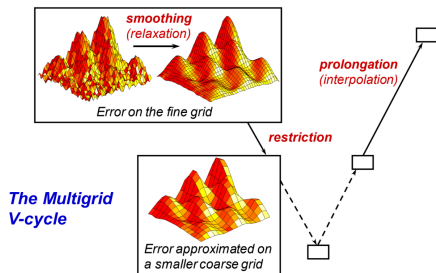 smoothing
(relaxation)
Error on the fine grid
prolongation
(interpolation)
restriction
The Multigrid
V-cycle
Error approximated on
a smaller coarse grid